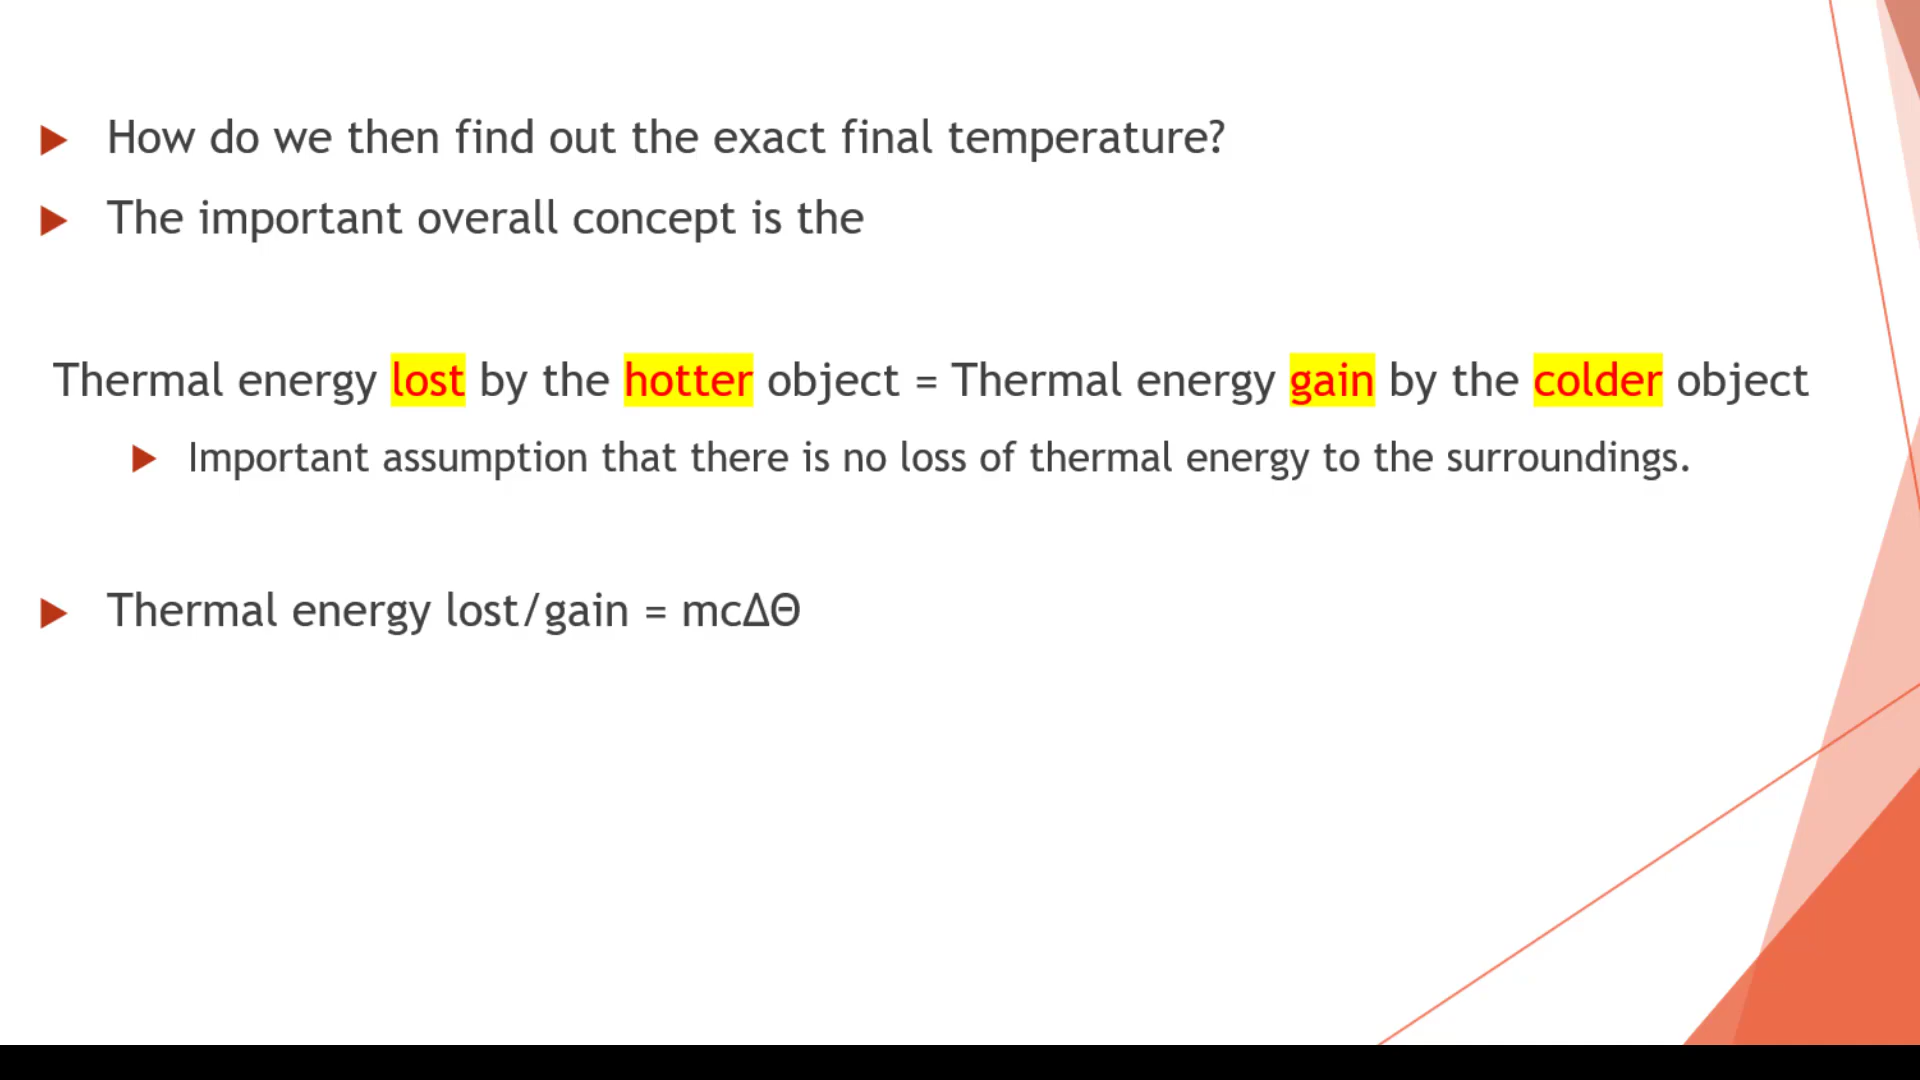 How do we then find out the exact final temperature?
The important overall concept is the
Thermal energy lost by the hotter object = Thermal energy gain by the colder object
Important assumption that there is no loss of thermal energy to the surroundings.
Thermal energy lost/gain = mcΔΘ